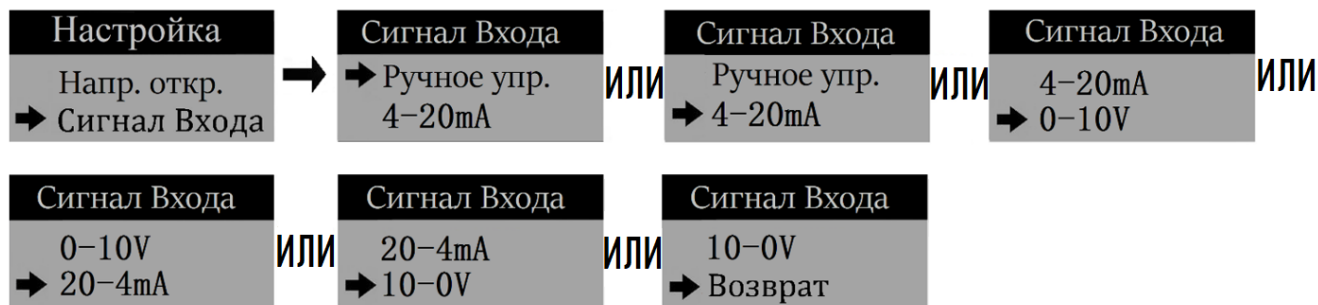 Настройка
Напр. откр.
Сигнал Входа
Сигнал Входа
Ручное упр.
4-20mA
ИЛИ
Сигнал Входа
Ручное упр.
4-20mA
ИЛИ
Сигнал Входа
4-20mA
0-10V
ИЛИ
Сигнал Входа
0-10V
20-4mA
ИЛИ
Сигнал Входа
20-4mA
10-0V
ИЛИ
Сигнал Входа
10-0V
Возврат